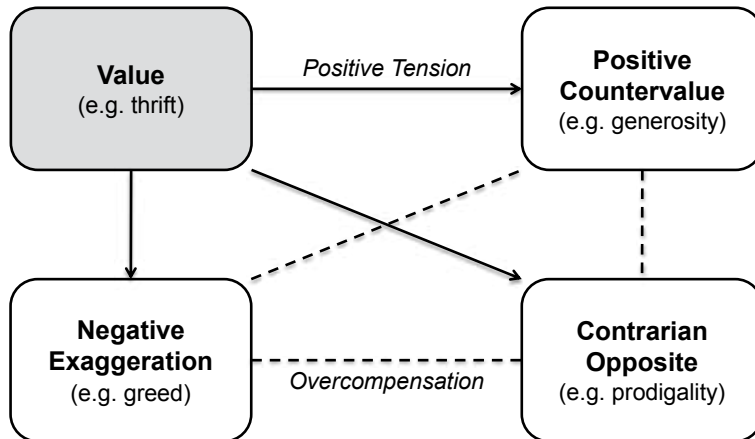 Value
(e.g. thrift)
Positive Tension
Positive
Countervalue
(e.g. generosity)
Negative
Exaggeration
(e.g. greed)
Overcompensation
Contrarian
Opposite
(e.g. prodigality)